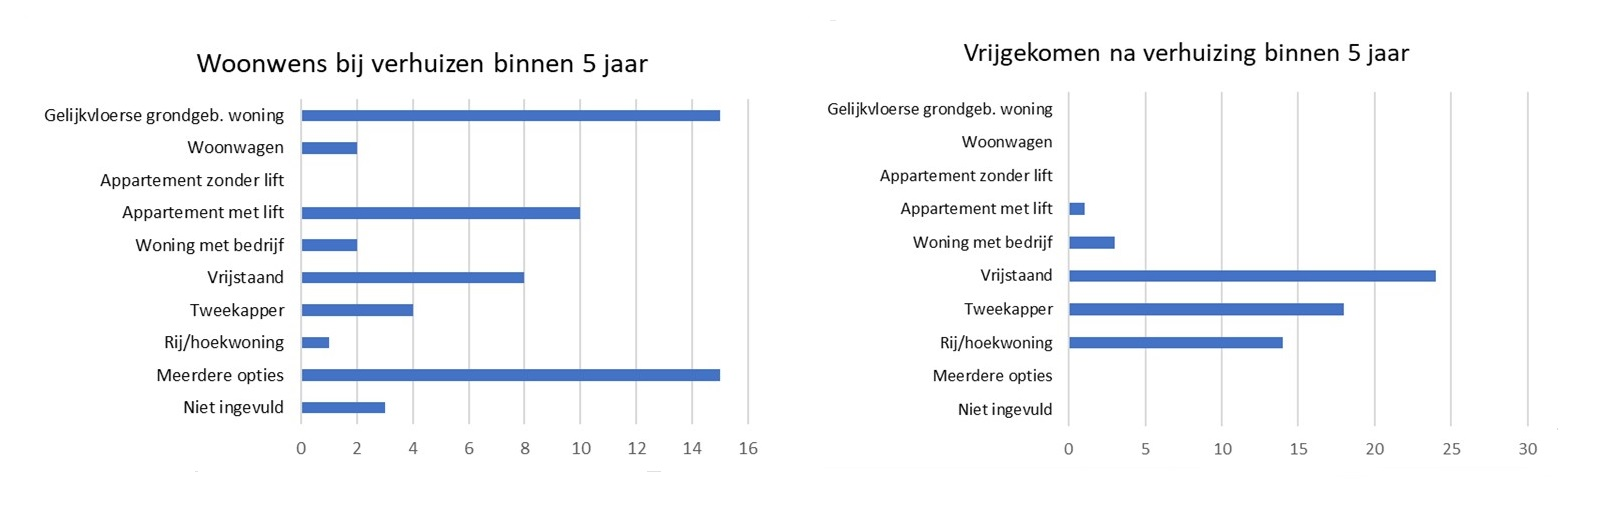 Woonwens bij verhuizen binnen 5 jaar
Gelijkvloerse grondgeb. woning
Woonwagen
Appartement zonder lift
Appartement met lift
Woning met bedrijf
Vrijstaand
Tweekapper
Rij/hoekwoning
Meerdere opties
Niet ingevuld
0 2 4 6 8 10 12 14 16
Vrijgekomen na verhuizing binnen 5 jaar
Gelijkvloerse grondgeb. woning
Woonwagen
Appartement zonder lift
Appartement met lift
Woning met bedrijf
Vrijstaand
Tweekapper
Rij/hoekwoning
Meerdere opties
Niet ingevuld
0 5 10 15 20 25 30